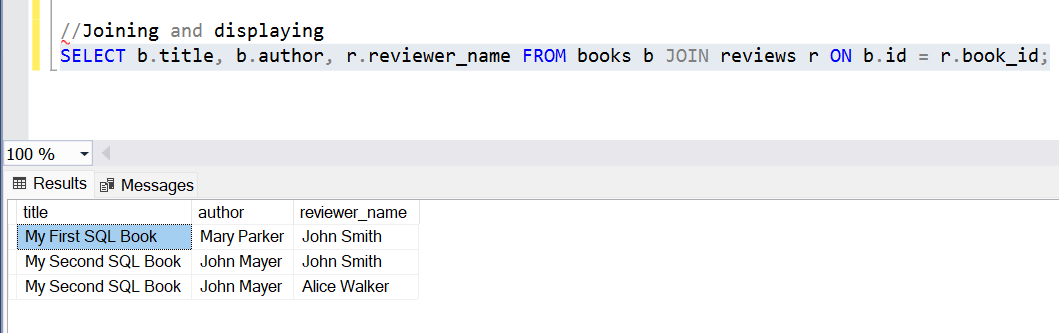 //Joining and displaying
SELECT b.title, b.author, r.reviewer_name FROM books b JOIN reviews r ON b.id = r.book_id;
100 %
Results Messages
title author reviewer_name
My First SQL Book Mary Parker John Smith
My Second SQL Book John Mayer John Smith
My Second SQL Book John Mayer Alice Walker